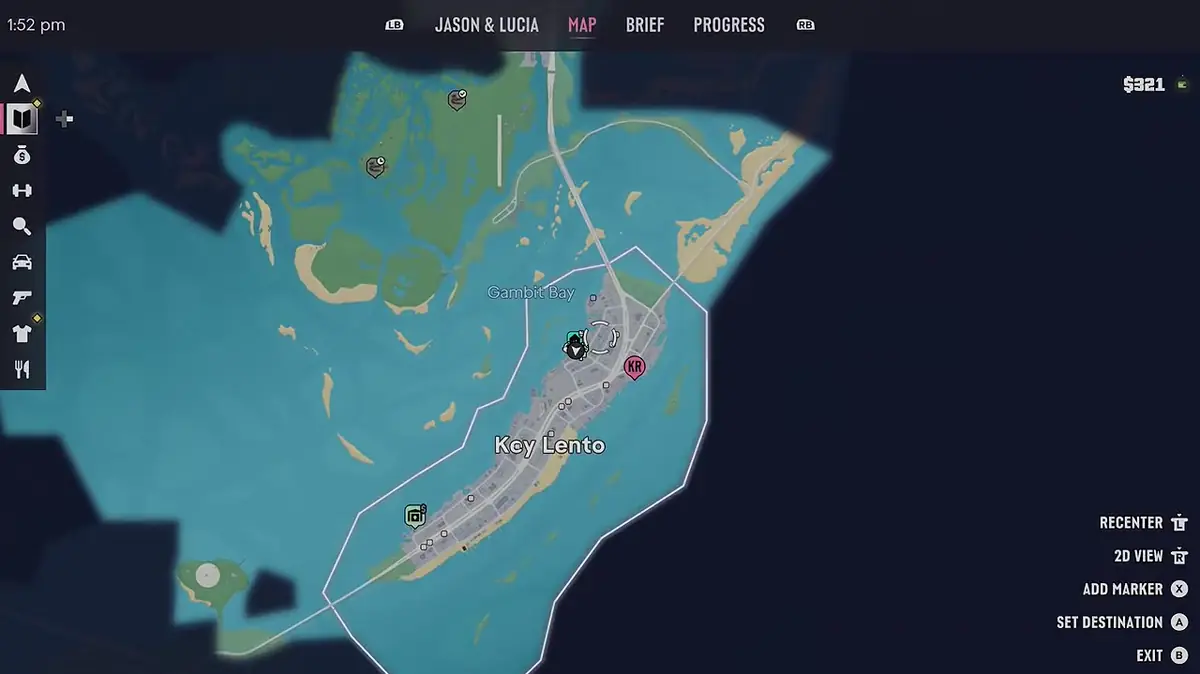 1:52 pm
LB JASON & LUCIA MAP BRIEF PROGRESS RB
$321
Gambit Bay
KR
Key Lento
RECENTER L
2D VIEW R
ADD MARKER X
SET DESTINATION A
EXIT B